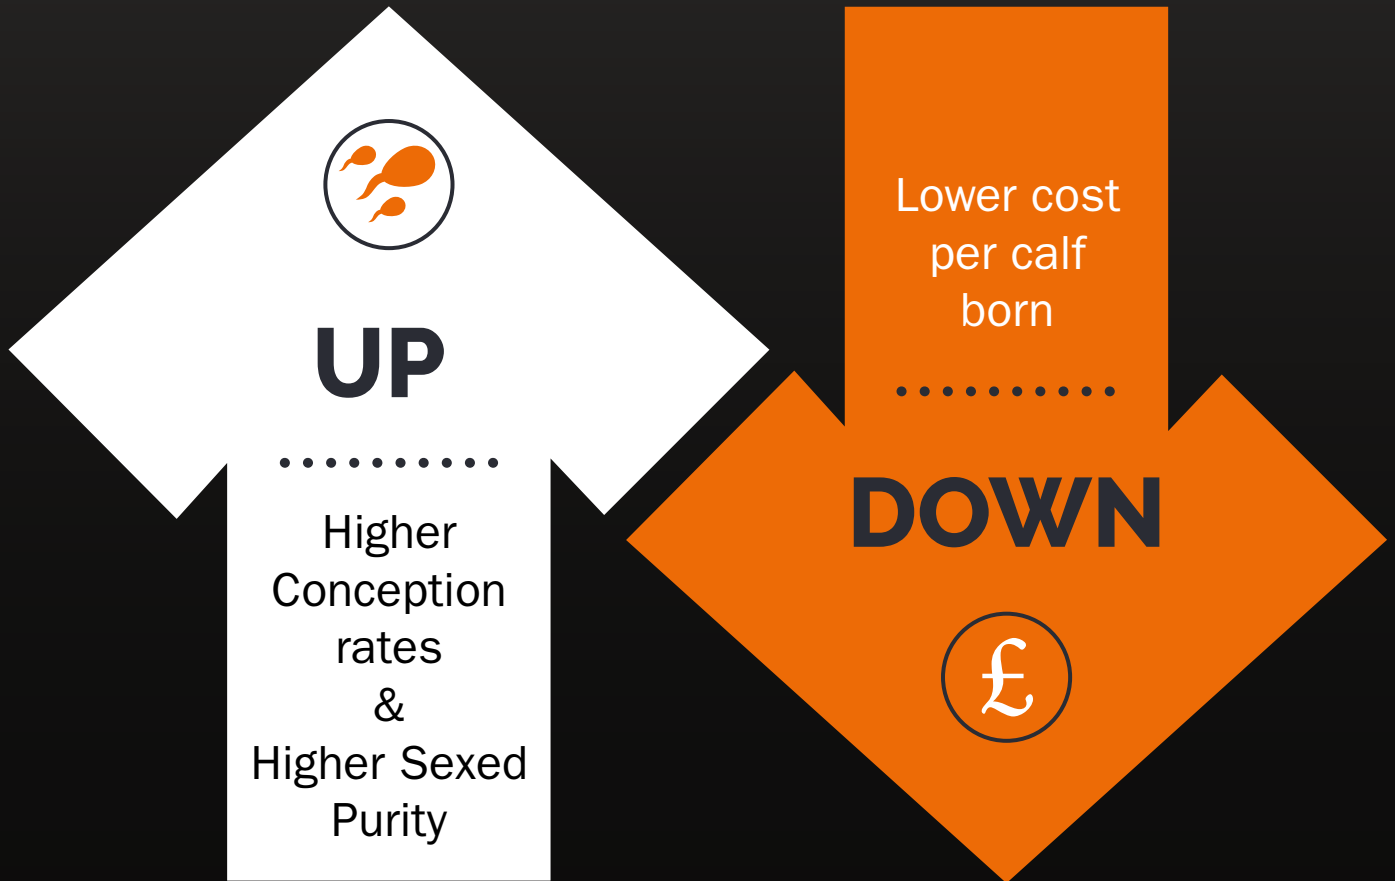 UP
Higher
Conception
rates
&
Higher Sexed
Purity
Lower cost
per calf
born
DOWN
£